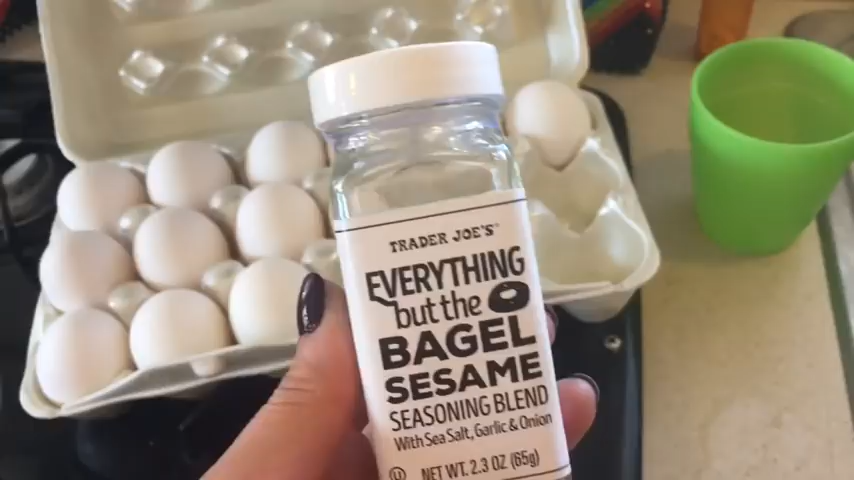 TRADER JOE'S
EVERYTHING
but the
BAGEL
SESAME
SEASONING BLEND
With Sea Salt, Garlic & Onion
U
NET WT. 2.3 OZ (65g)